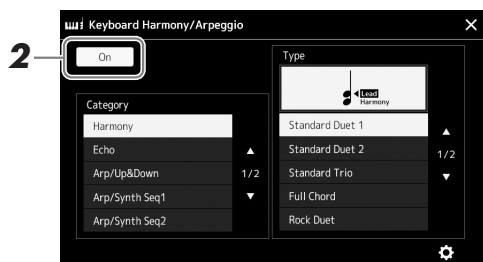 Keyboard Harmony/Arpeggio
2
On
Category
Harmony
Echo
Arp/Up&Down
Arp/Synth Seq1
Arp/Synth Seq2
1/2
Type
Lead
Harmony
Standard Duet 1
Standard Duet 2
Standard Trio
Full Chord
Rock Duet
1/2